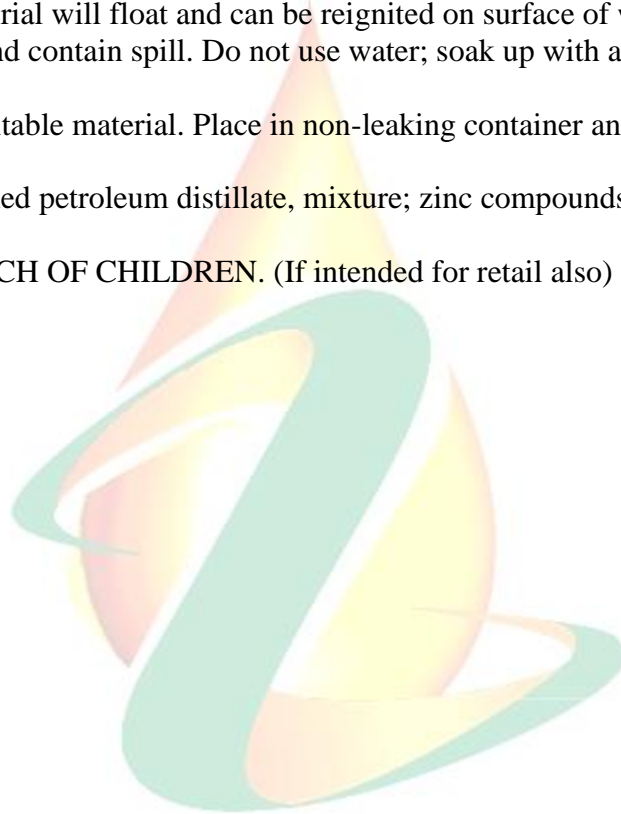 rial will float and can be reignited on surface of
nd contain spill. Do not use water; soak up with a
table material. Place in non-leaking container an
ed petroleum distillate, mixture; zinc compounds
CH OF CHILDREN. (If intended for retail also)